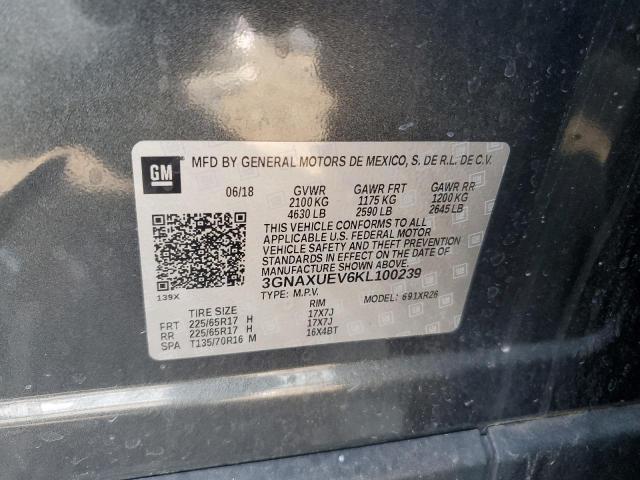 GM
MFD BY GENERAL MOTORS DE MEXICO, S. DE R.L. DE C.V.
06/18 GVWR GAWR FRT GAWR RR
2100 KG 1175 KG 1200 KG
4630 LB 2590 LB 2645 LB
THIS VEHICLE CONFORMS TO ALL
APPLICABLE U.S. FEDERAL MOTOR
VEHICLE SAFETY AND THEFT PREVENTION
STANDARDS IN EFFECT ON THE DATE OF
MANUFACTURE SHOWN ABOVE.
3GNAXUEV6KL100239
139X TYPE: M.P.V. MODEL: 691XR26
TIRE SIZE RIM
FRT 225/65R17 H 17X7J
RR 225/65R17 H 17X7J
SPA T135/70R16 M 16X4BT